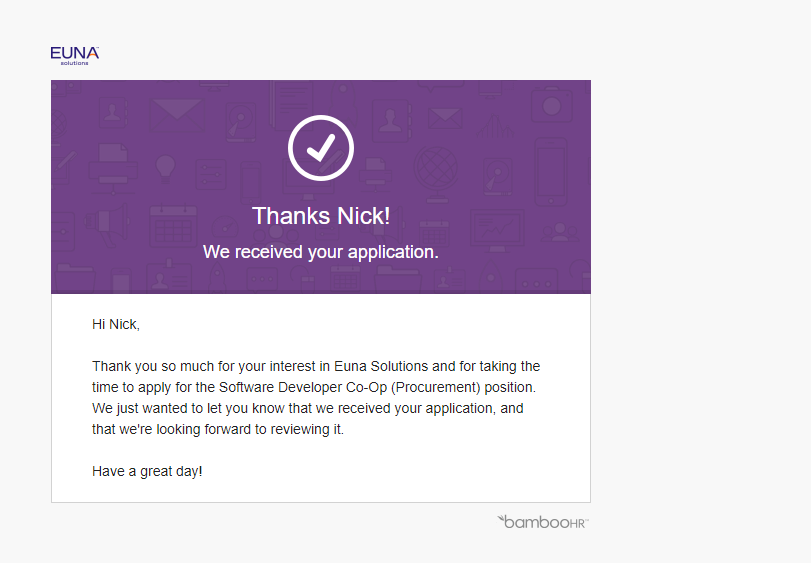 EUNA
solutions
Thanks Nick!
We received your application.
Hi Nick,
Thank you so much for your interest in Euna Solutions and for taking the
time to apply for the Software Developer Co-Op (Procurement) position.
We just wanted to let you know that we received your application, and
that we're looking forward to reviewing it.
Have a great day!
bambooHR